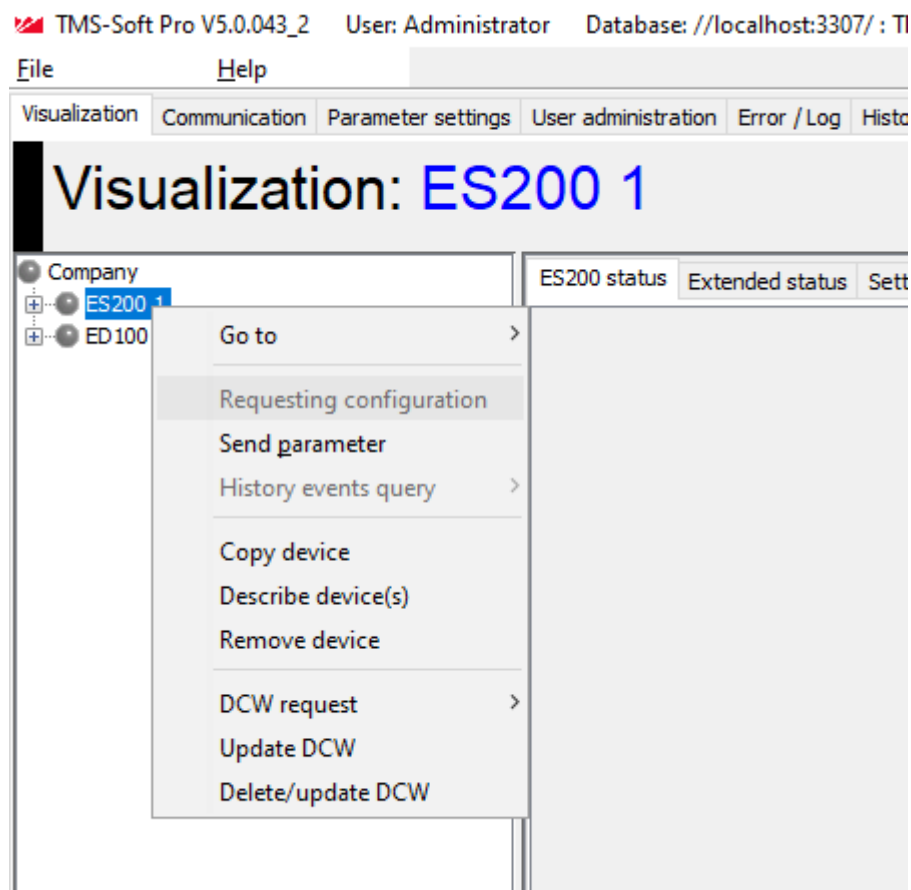 TMS-Soft Pro V5.0.043_2 User: Administrator Database: //localhost:3307/ :
File Help
Visualization Communication Parameter settings User administration Error / Log Histo
Visualization: ES200 1
Company
ES200 1
ED100
ES200 status Extended status Sett
Go to
Requesting configuration
Send parameter
History events query
Copy device
Describe device(s)
Remove device
DCW request
Update DCW
Delete/update DCW